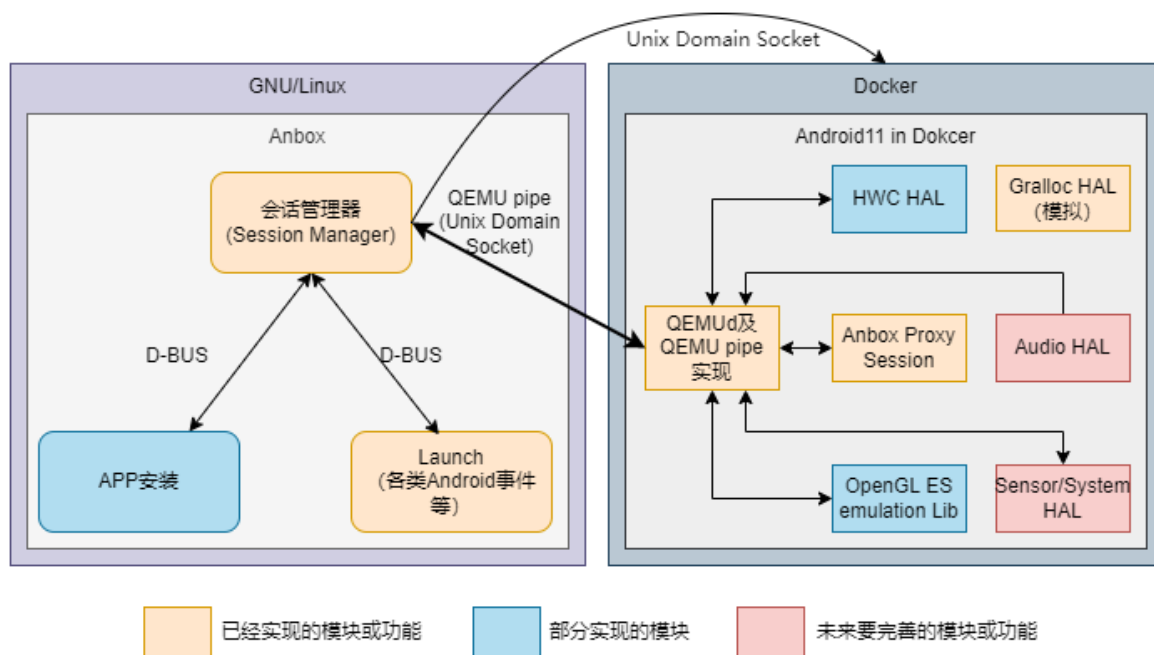 Unix Domain Socket
GNU/Linux
Docker
Anbox
Android11 in Dokcer
会话管理器
(Session Manager)
QEMU pipe
(Unix Domain
Socket)
HWC HAL
Gralloc HAL
(模拟）
QEMUd及
QEMU pipe
实现
Anbox Proxy
Session
Audio HAL
D-BUS
D-BUS
APP安装
Launch
（各类Android事件
等）
OpenGL ES
emulation Lib
Sensor/System
HAL
已经实现的模块或功能
部分实现的模块
未来要完善的模块或功能